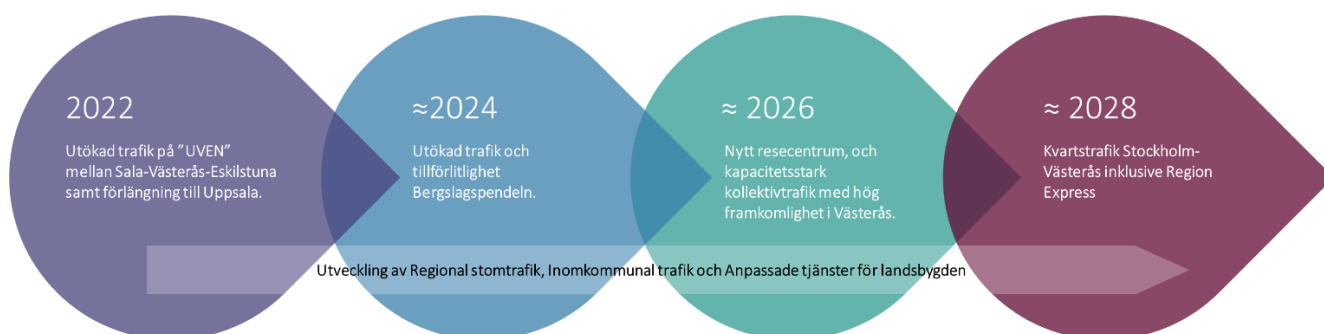 2022
Utökad trafik på ”UVEN”
mellan Sala-Västerås-Eskilstuna
samt förlängning till Uppsala.
≈2024
Utökad trafik och
tillförlitlighet
Bergslagspendeln.
≈ 2026
Nytt resecentrum, och
kapacitetsstark
kollektivtrafik med hög
framkomlighet i Västerås.
≈ 2028
Kvartstrafik Stockholm-
Västerås inklusive Region
Express
Utveckling av Regional stomtrafik, Inomkommunal trafik och Anpassade tjänster för landsbygden